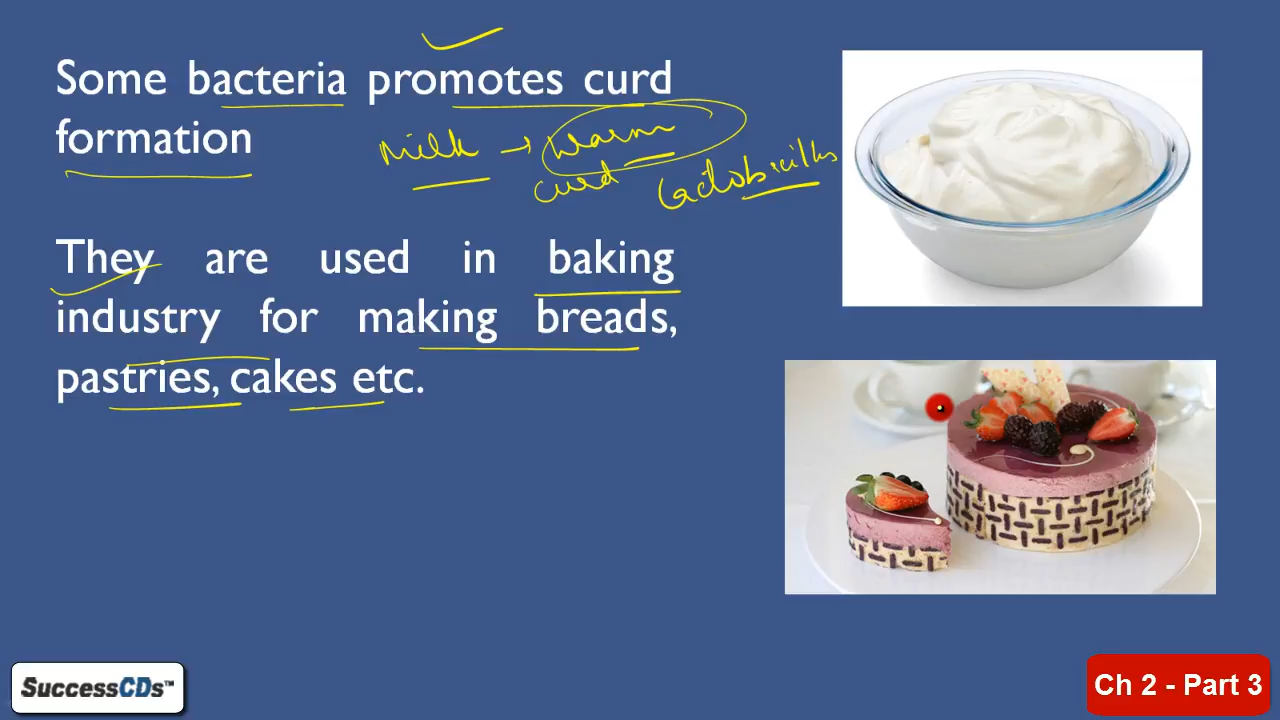 Some bacteria promotes curd
formation
Milk → warm
curd Lactobacillus
They are used in baking
industry for making breads,
pastries, cakes etc.
SuccessCDs™
Ch 2 - Part 3